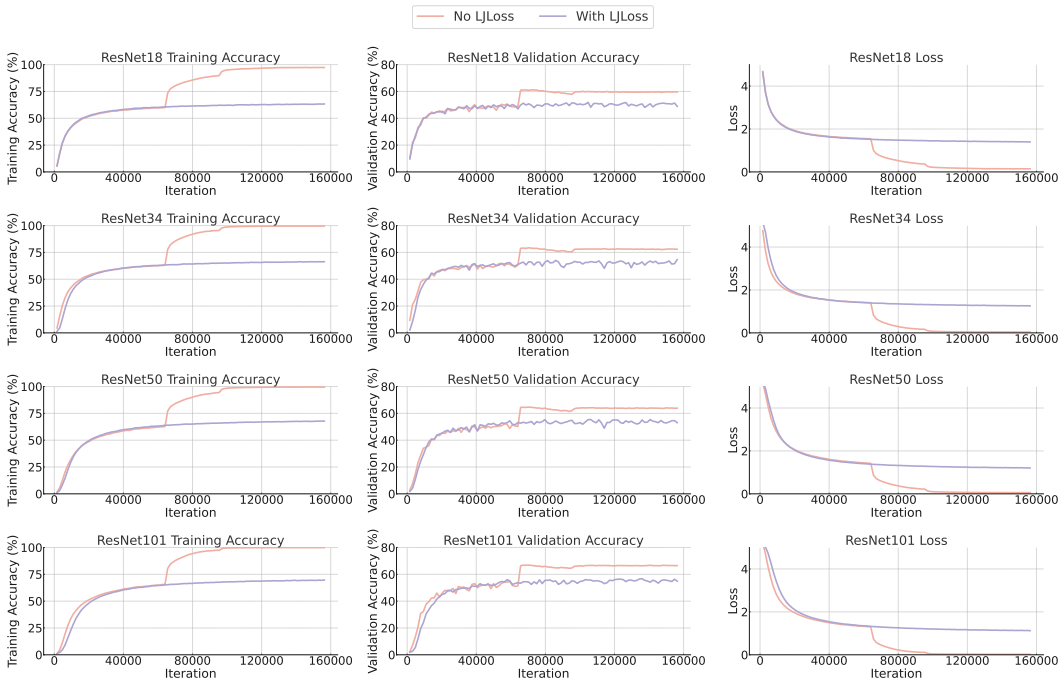 No LJLoss With LJLoss
ResNet18 Training Accuracy
Training Accuracy (%)
100
75
50
25
0
0 40000 80000 120000 160000
Iteration
ResNet18 Validation Accuracy
Validation Accuracy (%)
80
60
40
20
0
0 40000 80000 120000 160000
Iteration
ResNet18 Loss
Loss
4
2
0
0 40000 80000 120000 160000
Iteration
ResNet34 Training Accuracy
Training Accuracy (%)
100
75
50
25
0
0 40000 80000 120000 160000
Iteration
ResNet34 Validation Accuracy
Validation Accuracy (%)
80
60
40
20
0
0 40000 80000 120000 160000
Iteration
ResNet34 Loss
Loss
4
2
0
0 40000 80000 120000 160000
Iteration
ResNet50 Training Accuracy
Training Accuracy (%)
100
75
50
25
0
0 40000 80000 120000 160000
Iteration
ResNet50 Validation Accuracy
Validation Accuracy (%)
80
60
40
20
0
0 40000 80000 120000 160000
Iteration
ResNet50 Loss
Loss
4
2
0
0 40000 80000 120000 160000
Iteration
ResNet101 Training Accuracy
Training Accuracy (%)
100
75
50
25
0
0 40000 80000 120000 160000
Iteration
ResNet101 Validation Accuracy
Validation Accuracy (%)
80
60
40
20
0
0 40000 80000 120000 160000
Iteration
ResNet101 Loss
Loss
4
2
0
0 40000 80000 120000 160000
Iteration